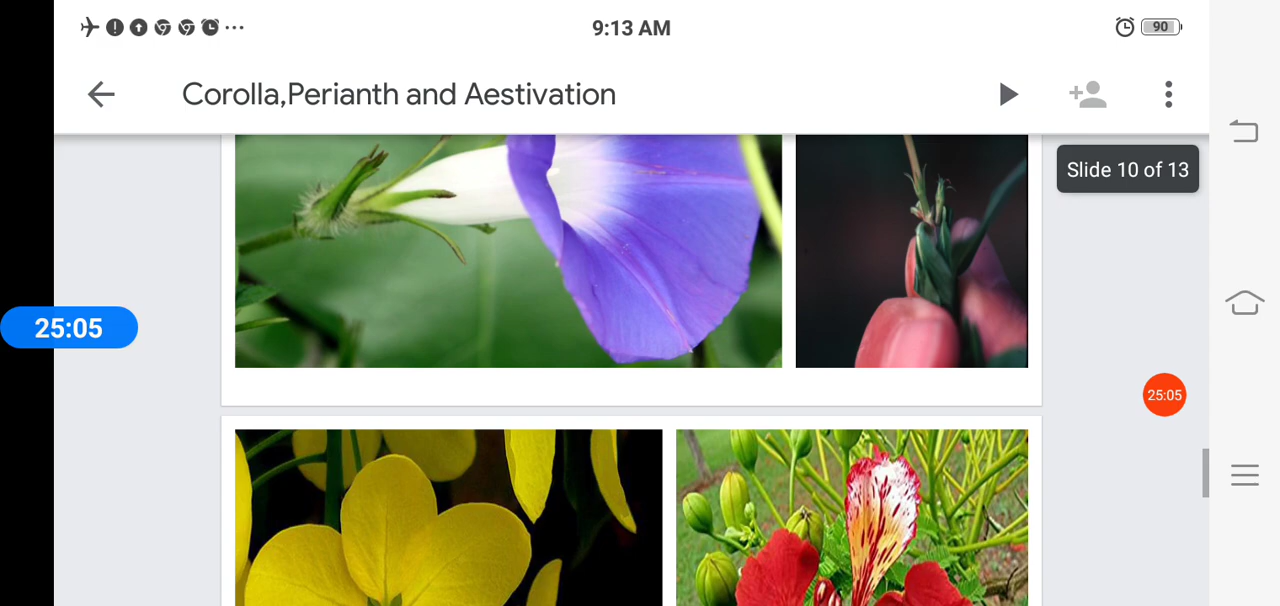 9:13 AM
90
Corolla,Perianth and Aestivation
Slide 10 of 13
25:05
25:05